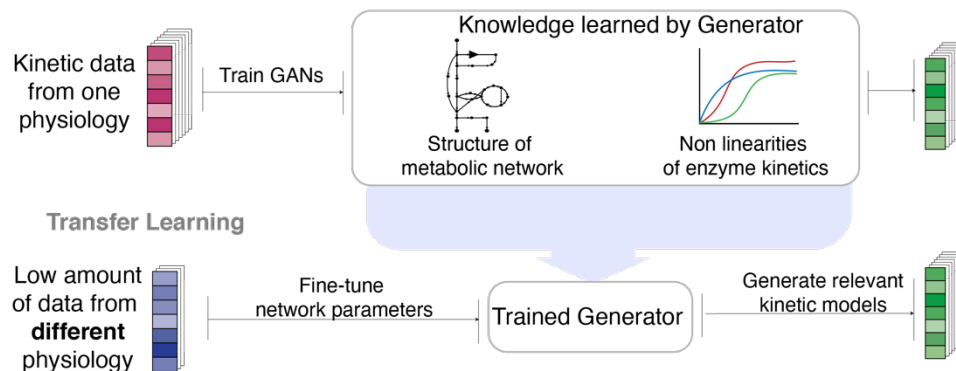 Knowledge learned by Generator
Kinetic data
from one
physiology
Train GANs
Structure of
metabolic network
Non linearities
of enzyme kinetics
Transfer Learning
Low amount
of data from
different
physiology
Fine-tune
network parameters
Trained Generator
Generate relevant
kinetic models